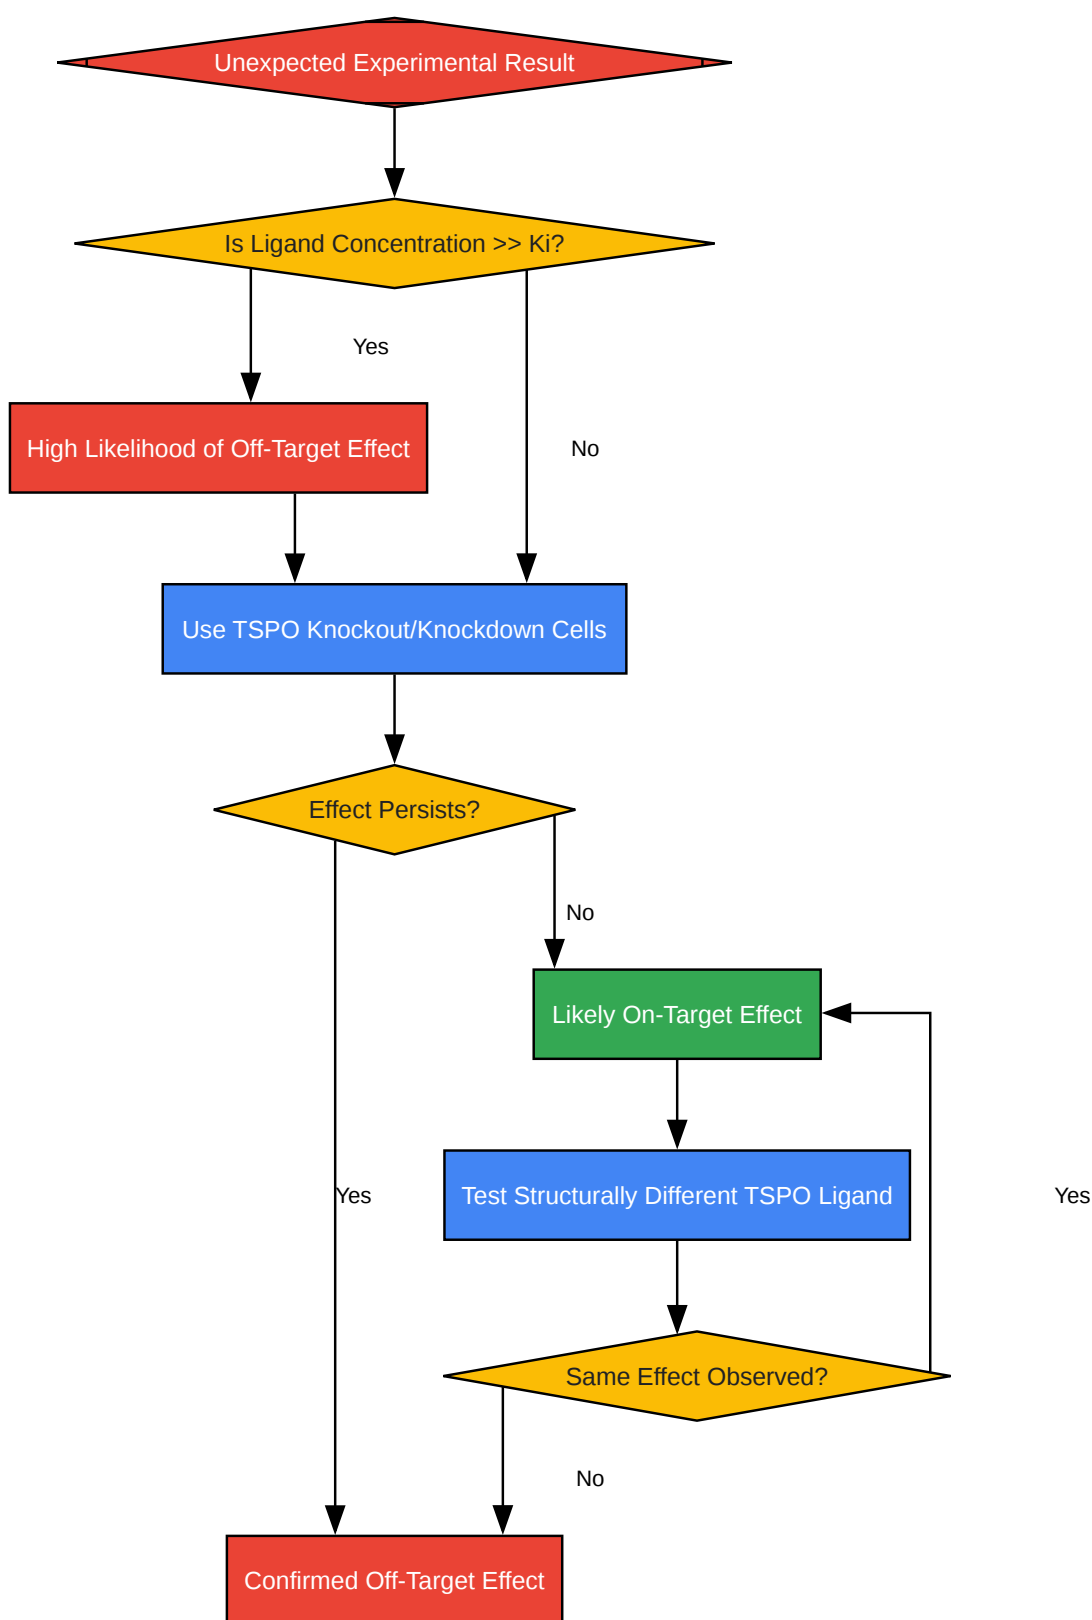 Unexpected Experimental Result
Is Ligand Concentration >> Ki?
Yes
High Likelihood of Off-Target Effect
No
Use TSPO Knockout/Knockdown Cells
Effect Persists?
No
Likely On-Target Effect
Yes
Test Structurally Different TSPO Ligand
Yes
Same Effect Observed?
No
Confirmed Off-Target Effect